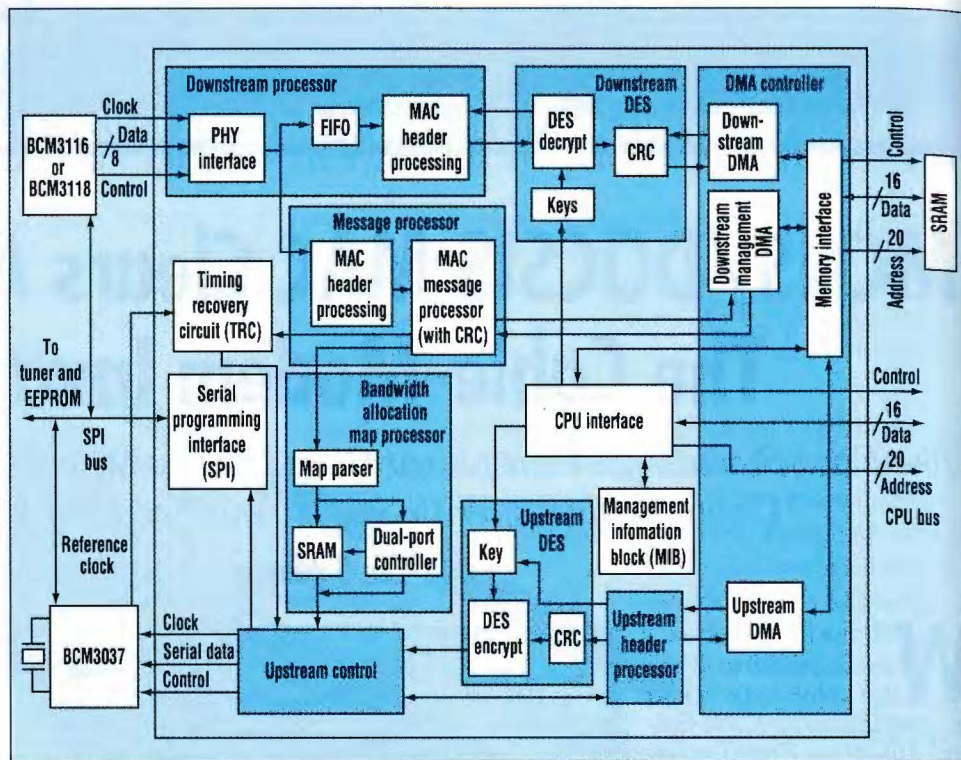 Downstream processor
Downstream
DES
DMA controller
BCM3116
or
BCM3118
Clock
Data
8
Control
PHY
interface
FIFO
MAC
header
processing
DES
decrypt
CRC
Keys
Down-
stream
DMA
Downstream
management
DMA
Memory interface
Control
16
Data
20
Address
SRAM
Message processor
MAC
header
processing
MAC
message
processor
(with CRC)
Timing
recovery
circuit (TRC)
To
tuner and
EEPROM
SPI
bus
Serial
programming
interface
(SPI)
Bandwidth
allocation
map processor
Map parser
SRAM
Dual-port
controller
CPU interface
Control
16
Data
20
Address
CPU bus
Management
infomation
block (MIB)
Upstream
DES
Key
DES
encrypt
CRC
Upstream
header
processor
Upstream
DMA
Reference
clock
BCM3037
Clock
Serial data
Control
Upstream control